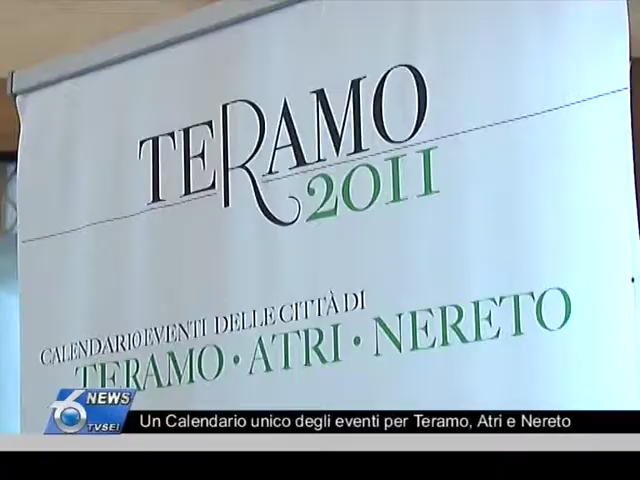 TERAMO
2011
CALENDARIO EVENTI DELLE CITTÀ DI
TERAMO · ATRI · NERETO
6 NEWS
TVSEI
Un Calendario unico degli eventi per Teramo, Atri e Nereto